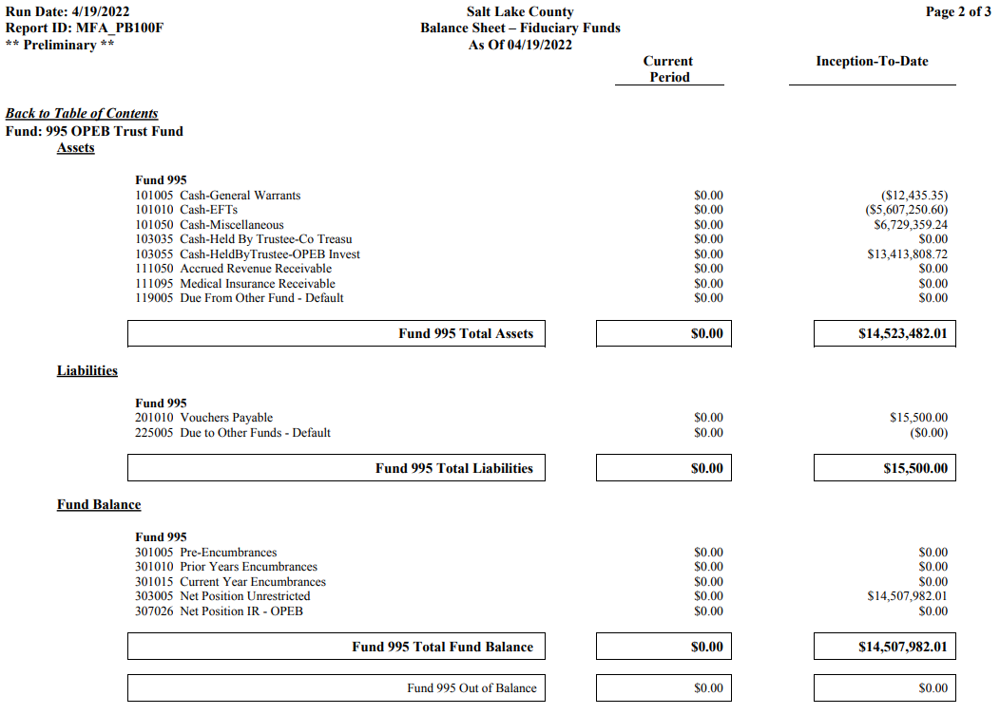 Run Date: 4/19/2022 Salt Lake County Page 2 of 3
Report ID: MFA_PB100F Balance Sheet – Fiduciary Funds
** Preliminary ** As Of 04/19/2022
Current Period Inception-To-Date
Back to Table of Contents
Fund: 995 OPEB Trust Fund
Assets
Fund 995
101005 Cash-General Warrants $0.00 ($12,435.35)
101010 Cash-EFTs $0.00 ($5,607,250.60)
101050 Cash-Miscellaneous $0.00 $6,729,359.24
103035 Cash-Held By Trustee-Co Treasu $0.00 $0.00
103055 Cash-HeldByTrustee-OPEB Invest $0.00 $13,413,808.72
111050 Accrued Revenue Receivable $0.00 $0.00
111095 Medical Insurance Receivable $0.00 $0.00
119005 Due From Other Fund - Default $0.00 $0.00
Fund 995 Total Assets $0.00 $14,523,482.01
Liabilities
Fund 995
201010 Vouchers Payable $0.00 $15,500.00
225005 Due to Other Funds - Default $0.00 ($0.00)
Fund 995 Total Liabilities $0.00 $15,500.00
Fund Balance
Fund 995
301005 Pre-Encumbrances $0.00 $0.00
301010 Prior Years Encumbrances $0.00 $0.00
301015 Current Year Encumbrances $0.00 $0.00
303005 Net Position Unrestricted $0.00 $14,507,982.01
307026 Net Position IR - OPEB $0.00 $0.00
Fund 995 Total Fund Balance $0.00 $14,507,982.01
Fund 995 Out of Balance $0.00 $0.00